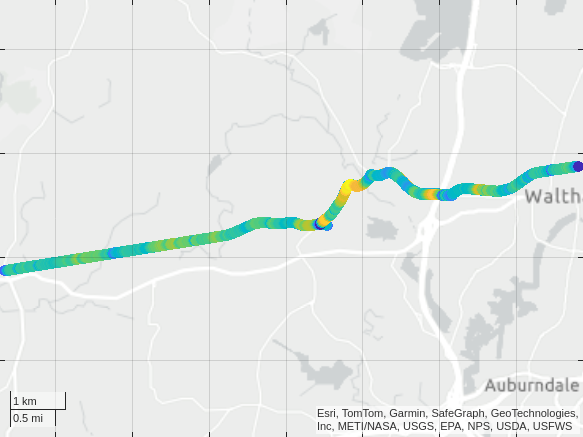 Walth
Auburndale
1 km
0.5 mi
Esri, TomTom, Garmin, SafeGraph, GeoTechnologies,
Inc, METI/NASA, USGS, EPA, NPS, USDA, USFWS